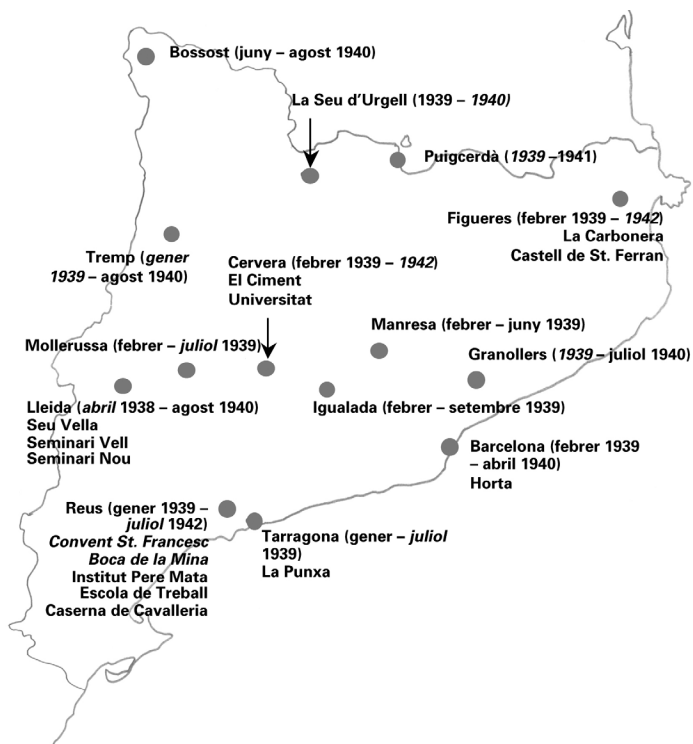 Bossost (juny – agost 1940)
La Seu d'Urgell (1939 – 1940)
Puigcerdà (1939 –1941)
Figueres (febrer 1939 – 1942)
La Carbonera
Castell de St. Ferran
Tremp (gener
1939 – agost 1940)
Cervera (febrer 1939 – 1942)
El Ciment
Universitat
Manresa (febrer – juny 1939)
Mollerussa (febrer – juliol 1939)
Granollers (1939 – juliol 1940)
Lleida (abril 1938 – agost 1940)
Seu Vella
Seminari Vell
Seminari Nou
Igualada (febrer – setembre 1939)
Barcelona (febrer 1939
– abril 1940)
Horta
Reus (gener 1939 –
juliol 1942)
Convent St. Francesc
Boca de la Mina
Institut Pere Mata
Escola de Treball
Caserna de Cavalleria
Tarragona (gener – juliol
1939)
La Punxa